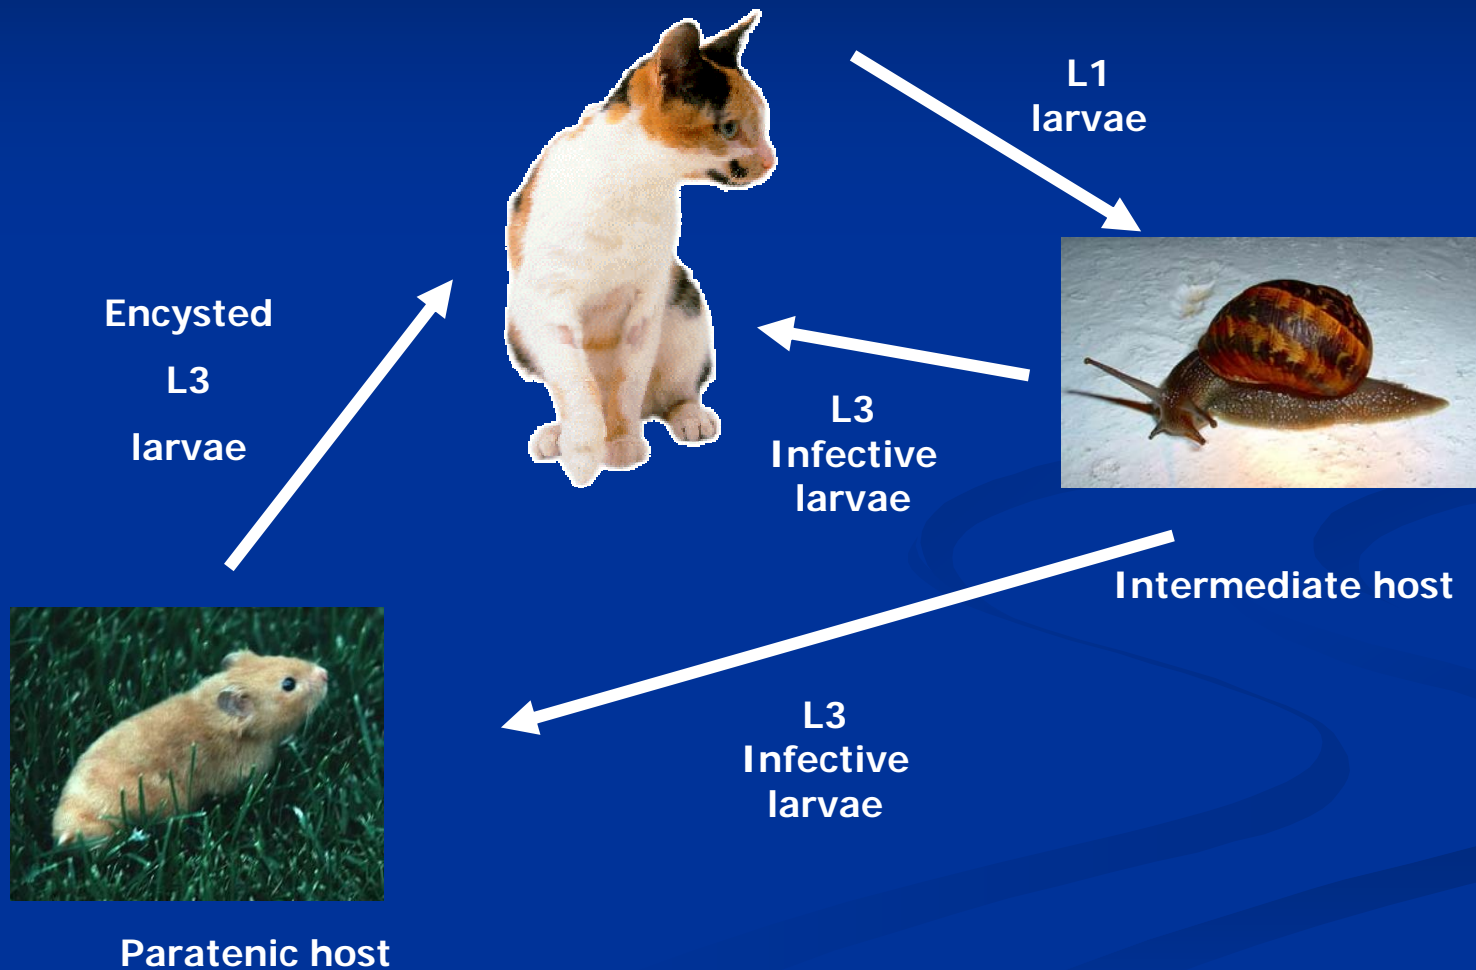 L1
larvae
Encysted
L3
larvae
L3
Infective
larvae
Intermediate host
L3
Infective
larvae
Paratenic host